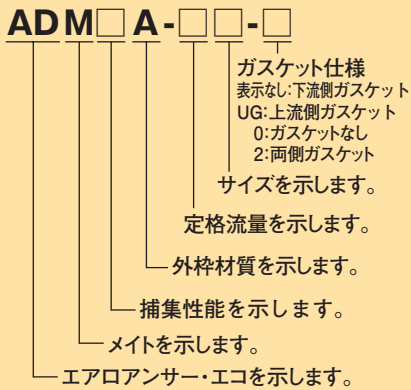 ADM□A-□□-□
ガスケット仕様
表示なし:下流側ガスケット
UG:上流側ガスケット
0:ガスケットなし
2:両側ガスケット
サイズを示します。
定格流量を示します。
外枠材質を示します。
捕集性能を示します。
メイトを示します。
エアロアンサー・エコを示します。